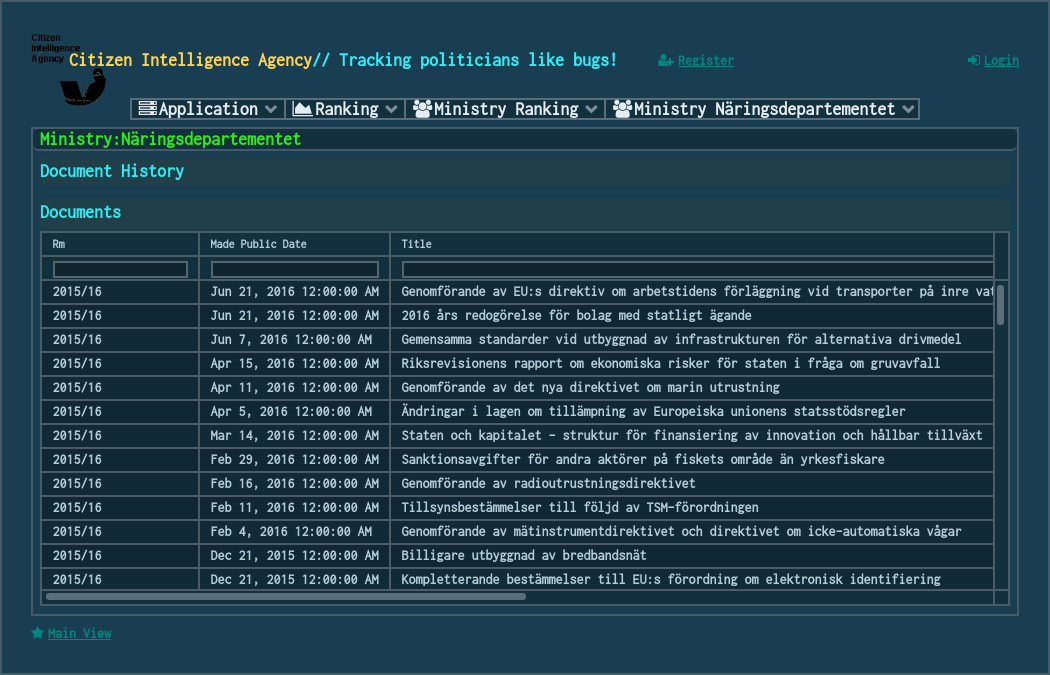 Citizen
Intelligence
Agency
Citizen Intelligence Agency// Tracking politicians like bugs!
Register
Login
Application
Ranking
Ministry Ranking
Ministry Näringsdepartementet
Ministry:Näringsdepartementet
Document History
Documents
Rm Made Public Date Title
2015/16 Jun 21, 2016 12:00:00 AM Genomförande av EU:s direktiv om arbetstidens förläggning vid transporter på inre
2015/16 Jun 21, 2016 12:00:00 AM 2016 års redogörelse för bolag med statligt ägande
2015/16 Jun 7, 2016 12:00:00 AM Gemensamma standarder vid utbyggnad av infrastrukturen för alternativa drivmedel
2015/16 Apr 15, 2016 12:00:00 AM Riksrevisionens rapport om ekonomiska risker för staten i fråga om gruvavfall
2015/16 Apr 11, 2016 12:00:00 AM Genomförande av det nya direktivet om marin utrustning
2015/16 Apr 5, 2016 12:00:00 AM Ändringar i lagen om tillämpning av Europeiska unionens statsstödsregler
2015/16 Mar 14, 2016 12:00:00 AM Staten och kapitalet – struktur för finansiering av innovation och hållbar tillväxt
2015/16 Feb 29, 2016 12:00:00 AM Sanktionsavgifter för andra aktörer på fiskets område än yrkesfiskare
2015/16 Feb 16, 2016 12:00:00 AM Genomförande av radioutrustningsdirektivet
2015/16 Feb 11, 2016 12:00:00 AM Tillsynsbestämmelser till följd av TSM-förordningen
2015/16 Feb 4, 2016 12:00:00 AM Genomförande av mätinstrumentdirektivet och direktivet om icke-automatiska vågar
2015/16 Dec 21, 2015 12:00:00 AM Billigare utbyggnad av bredbandsnät
2015/16 Dec 21, 2015 12:00:00 AM Kompletterande bestämmelser till EU:s förordning om elektronisk identifiering
Main View